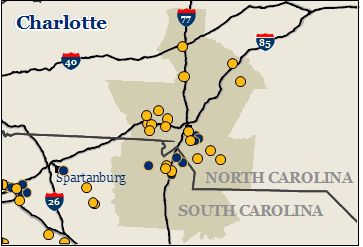 Charlotte
77
85
40
Spartanburg
26
NORTH CAROLINA
SOUTH CAROLINA